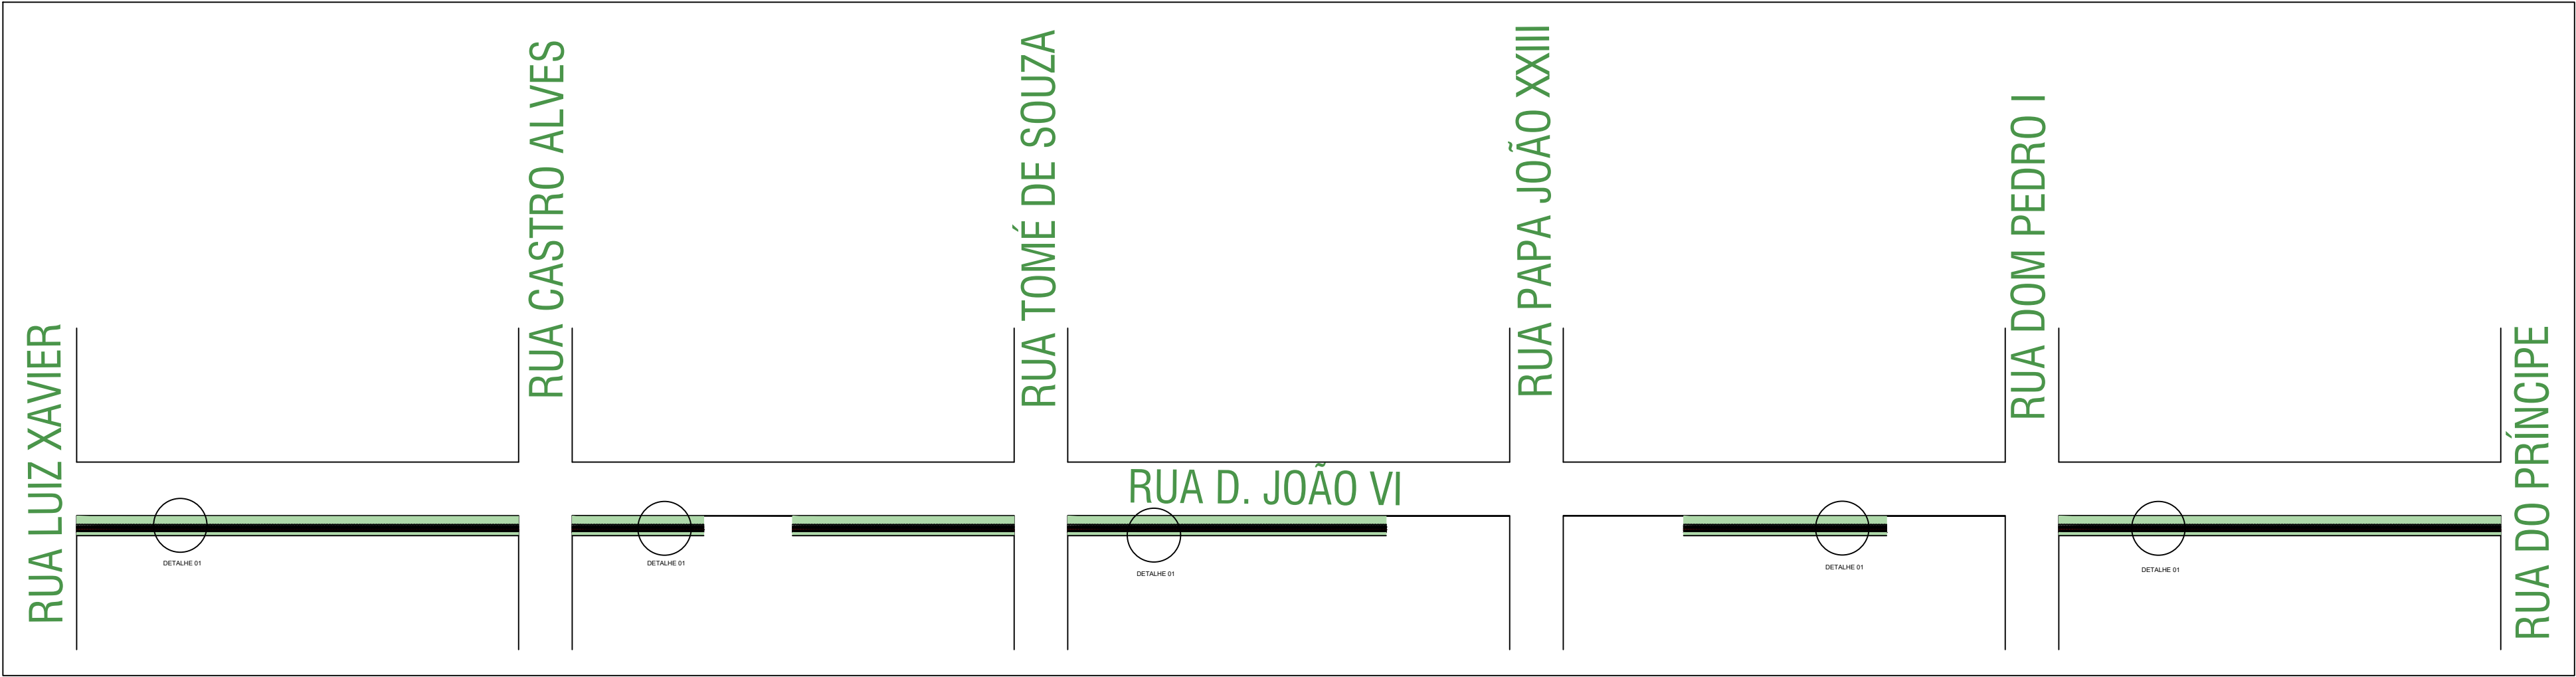 RUA LUIZ XAVIER
RUA CASTRO ALVES
RUA TOMÉ DE SOUZA
RUA PAPA JOÃO XXIII
RUA DOM PEDRO I
RUA DO PRÍNCIPE
RUA D. JOÃO VI
DETALHE 01
DETALHE 01
DETALHE 01
DETALHE 01
DETALHE 01